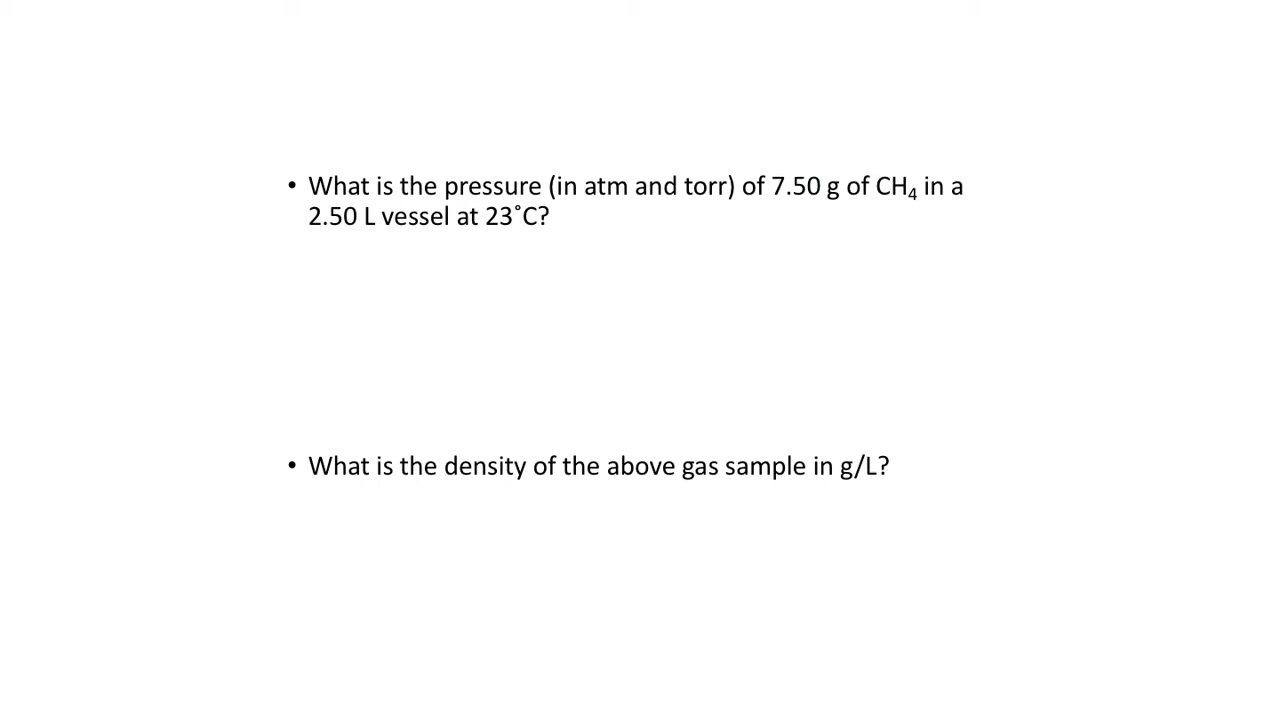 • What is the pressure (in atm and torr) of 7.50 g of CH₄ in a
2.50 L vessel at 23˚C?
• What is the density of the above gas sample in g/L?